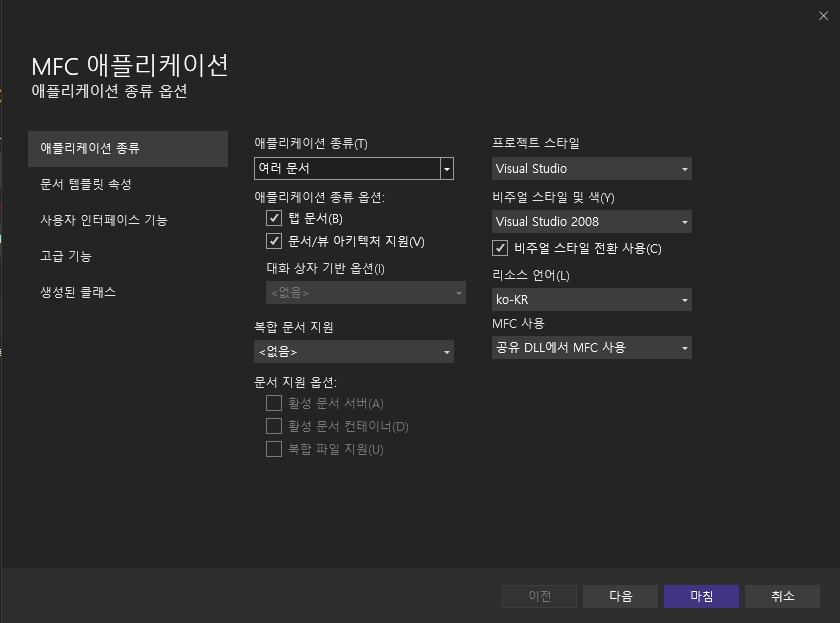 MFC 애플리케이션
애플리케이션 종류 옵션
애플리케이션 종류
문서 템플릿 속성
사용자 인터페이스 기능
고급 기능
생성된 클래스
애플리케이션 종류(T)
여러 문서
애플리케이션 종류 옵션:
탭 문서(B)
문서/뷰 아키텍처 지원(V)
대화 상자 기반 옵션(I)
<없음>
복합 문서 지원
<없음>
문서 지원 옵션:
활성 문서 서버(A)
활성 문서 컨테이너(D)
복합 파일 지원(U)
프로젝트 스타일
Visual Studio
비주얼 스타일 및 색(Y)
Visual Studio 2008
비주얼 스타일 전환 사용(C)
리소스 언어(L)
ko-KR
MFC 사용
공유 DLL에서 MFC 사용
이전
다음
마침
취소